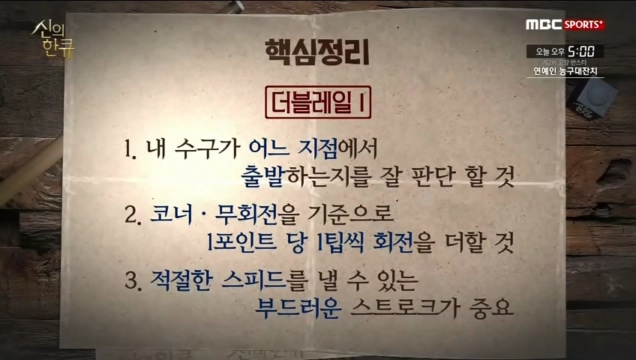 신의
한큐
MBC SPORTS+
오늘 오후 5:00
연예인 농구대잔치
핵심정리
더블레일 I
1. 내 수구가 어느 지점에서
출발하는지를 잘 판단 할 것
2. 코너 · 무회전을 기준으로
1포인트 당 1팁씩 회전을 더할 것
3. 적절한 스피드를 낼 수 있는
부드러운 스트로크가 중요